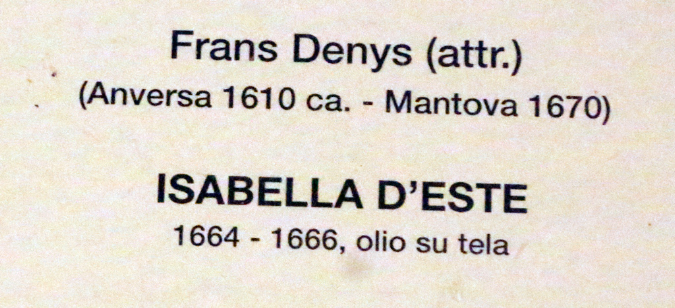 Frans Denys (attr.)
(Anversa 1610 ca. - Mantova 1670)
ISABELLA D'ESTE
1664 - 1666, olio su tela